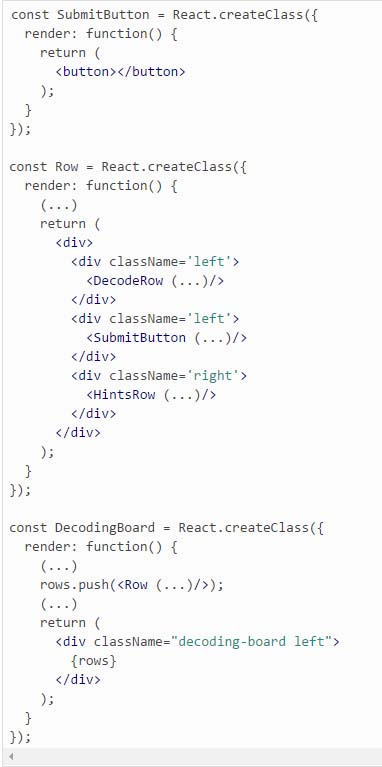 const SubmitButton = React.createClass({
  render: function() {
    return (
      <button></button>
    );
  }
});

const Row = React.createClass({
  render: function() {
    (...)
    return (
      <div>
        <div className='left'>
          <DecodeRow (...)/>
        </div>
        <div className='left'>
          <SubmitButton (...)/>
        </div>
        <div className='right'>
          <HintsRow (...)/>
        </div>
      </div>
    );
  }
});

const DecodingBoard = React.createClass({
  render: function() {
    (...)
    rows.push(<Row (...)/>);
    (...)
    return (
      <div className="decoding-board left">
        {rows}
      </div>
    );
  }
});